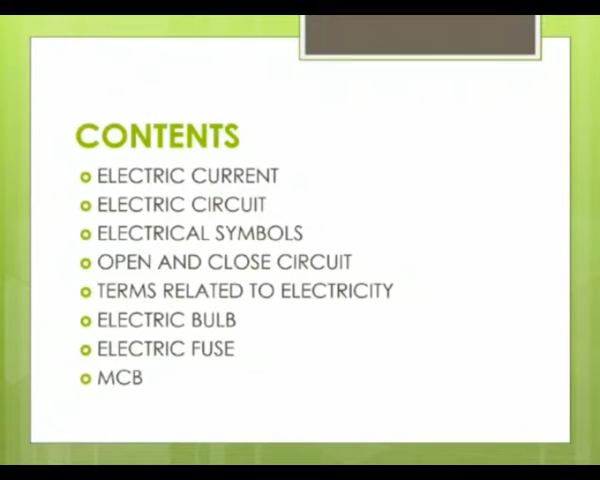 CONTENTS
ELECTRIC CURRENT
ELECTRIC CIRCUIT
ELECTRICAL SYMBOLS
OPEN AND CLOSE CIRCUIT
TERMS RELATED TO ELECTRICITY
ELECTRIC BULB
ELECTRIC FUSE
MCB